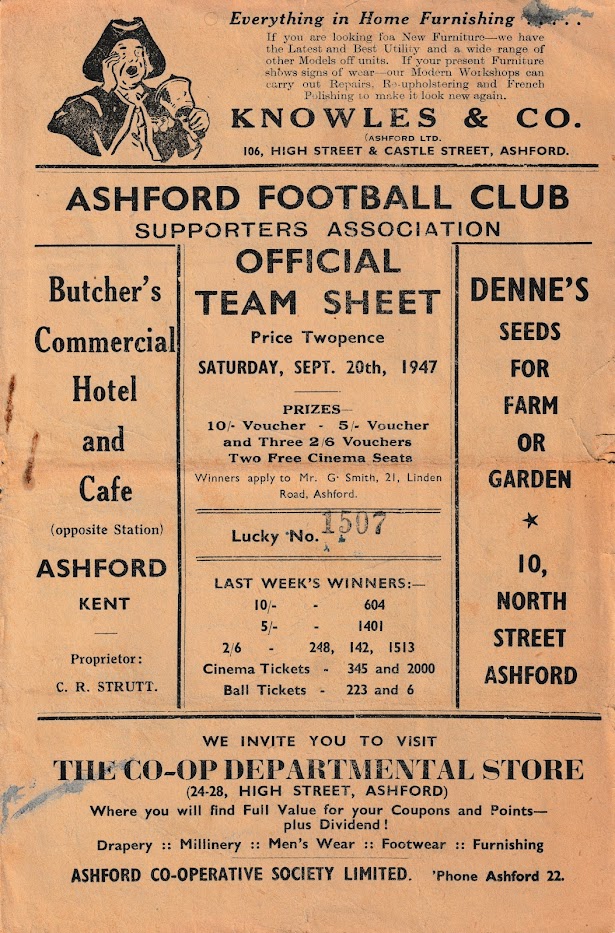 Everything in Home Furnishing . . . . .
If you are looking foa New Furniture—we have
the Latest and Best Utility and a wide range of
other Models off units. If your present Furniture
shows signs of wear—our Modern Workshops can
carry out Repairs, Re-upholstering and French
Polishing to make it look new again.
KNOWLES & CO.
(ASHFORD LTD.
106, HIGH STREET & CASTLE STREET, ASHFORD.
ASHFORD FOOTBALL CLUB
SUPPORTERS ASSOCIATION
Butcher's
Commercial
Hotel
and
Cafe
(opposite Station)
ASHFORD
KENT
Proprietor:
C. R. STRUTT.
OFFICIAL
TEAM SHEET
Price Twopence
SATURDAY, SEPT. 20th, 1947
PRIZES—
10/- Voucher - 5/- Voucher
and Three 2/6 Vouchers
Two Free Cinema Seats
Winners apply to Mr. G. Smith, 21, Linden
Road, Ashford.
Lucky No. 1507
LAST WEEK'S WINNERS:—
10/- - 604
5/- - 1401
2/6 - 248, 142, 1513
Cinema Tickets - 345 and 2000
Ball Tickets - 223 and 6
DENNE'S
SEEDS
FOR
FARM
OR
GARDEN
★
10,
NORTH
STREET
ASHFORD
WE INVITE YOU TO VISIT
THE CO-OP DEPARTMENTAL STORE
(24-28, HIGH STREET, ASHFORD)
Where you will find Full Value for your Coupons and Points—
plus Dividend!
Drapery :: Millinery :: Men's Wear :: Footwear :: Furnishing
ASHFORD CO-OPERATIVE SOCIETY LIMITED. 'Phone Ashford 22.